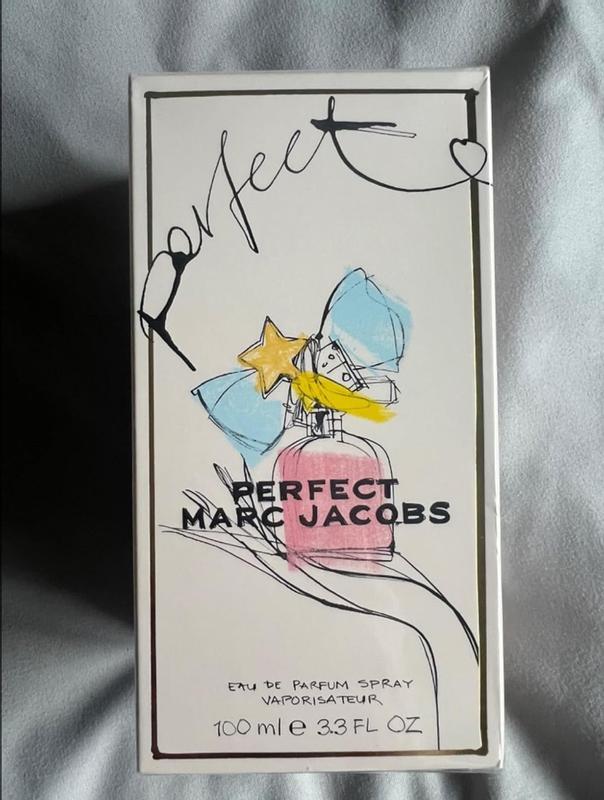 perfect
PERFECT
MARC JACOBS
EAU DE PARFUM SPRAY
VAPORISATEUR
100 ml e 3.3 FL OZ